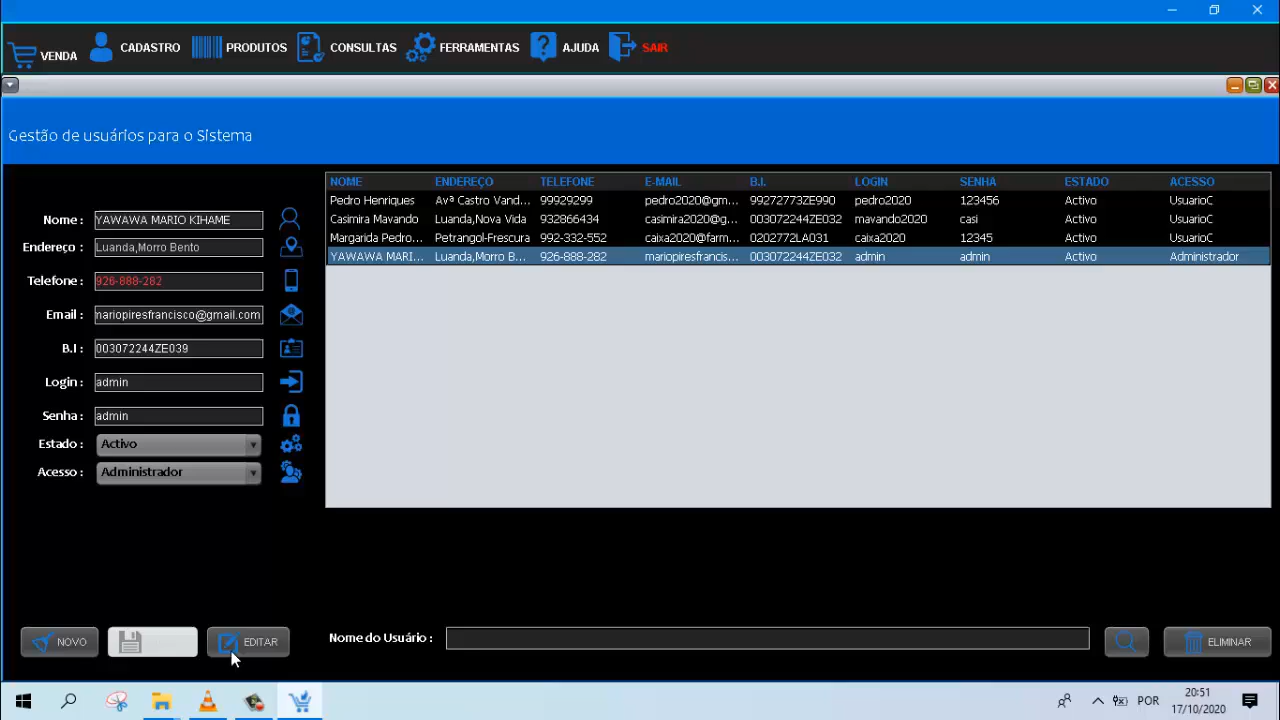 VENDA CADASTRO PRODUTOS CONSULTAS FERRAMENTAS AJUDA SAIR
Gestão de usuários para o Sistema
NOME ENDEREÇO TELEFONE E-MAIL B.I. LOGIN SENHA ESTADO ACESSO
Pedro Henriques Avª Castro Vand... 99929299 pedro2020@gm... 99272773ZE990 pedro2020 123456 Activo UsuarioC
Casimira Mavando Luanda,Nova Vida 932866434 casimira2020@g... 003072244ZE032 mavando2020 casi Activo UsuarioC
Margarida Pedro... Petrangol-Frescura 992-332-552 caixa2020@farm... 0202772LA031 caixa2020 12345 Activo UsuarioC
YAWAWA MARI... Luanda,Morro B... 926-888-282 mariopiresfrancis... 003072244ZE032 admin admin Activo Administrador
Nome : YAWAWA MARIO KIHAME
Endereço : Luanda,Morro Bento
Telefone : 926-888-282
Email : nariopiresfrancisco@gmail.com
B.I : 003072244ZE039
Login : admin
Senha : admin
Estado : Activo
Acesso : Administrador
NOVO EDITAR Nome do Usuário : ELIMINAR
POR 20:51
17/10/2020